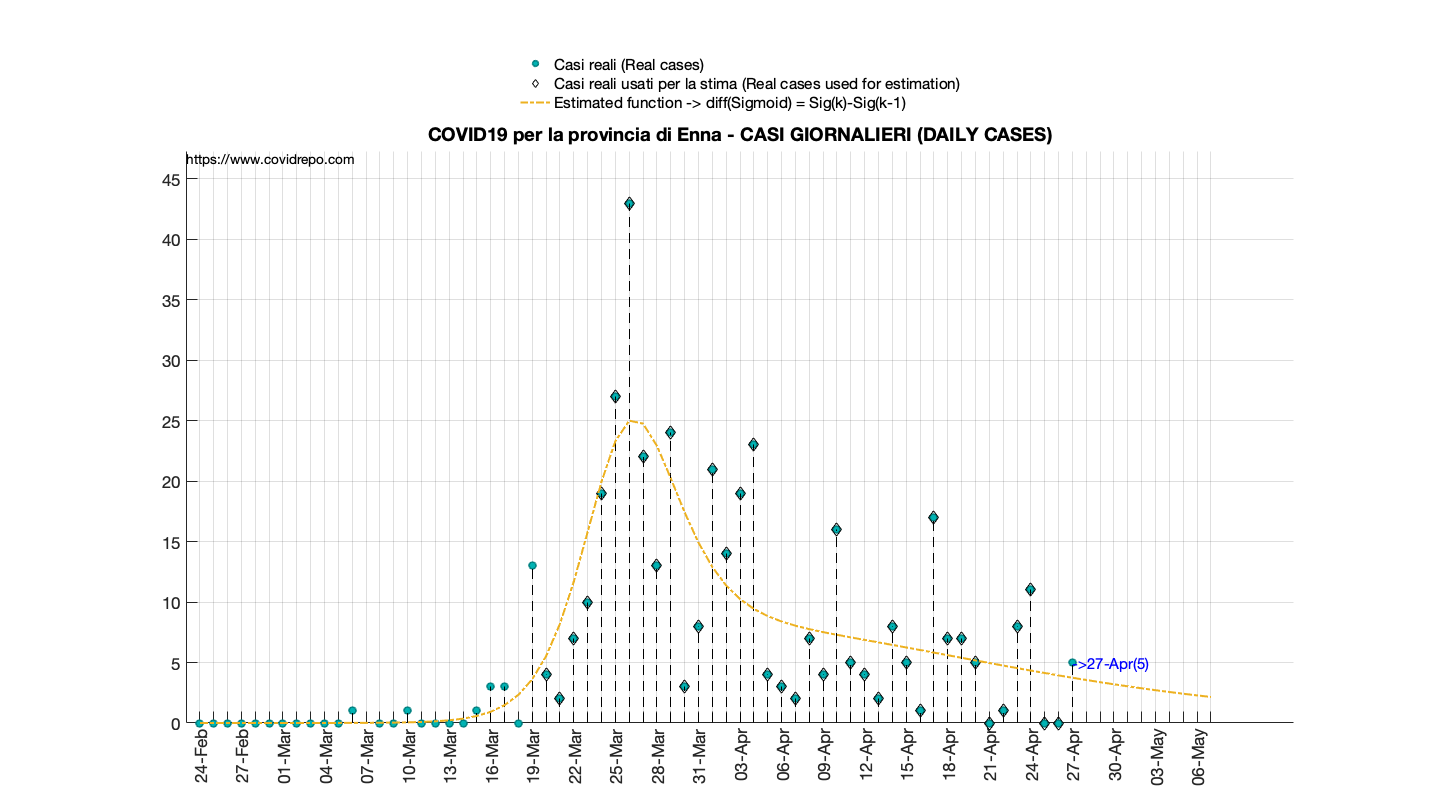 Casi reali (Real cases)
Casi reali usati per la stima (Real cases used for estimation)
Estimated function -> diff(Sigmoid) = Sig(k)-Sig(k-1)
COVID19 per la provincia di Enna - CASI GIORNALIERI (DAILY CASES)
https://www.covidrepo.com
45
40
35
30
25
20
15
10
5
0
->27-Apr(5)
24-Feb
27-Feb
01-Mar
04-Mar
07-Mar
10-Mar
13-Mar
16-Mar
19-Mar
22-Mar
25-Mar
28-Mar
31-Mar
03-Apr
06-Apr
09-Apr
12-Apr
15-Apr
18-Apr
21-Apr
24-Apr
27-Apr
30-Apr
03-May
06-May